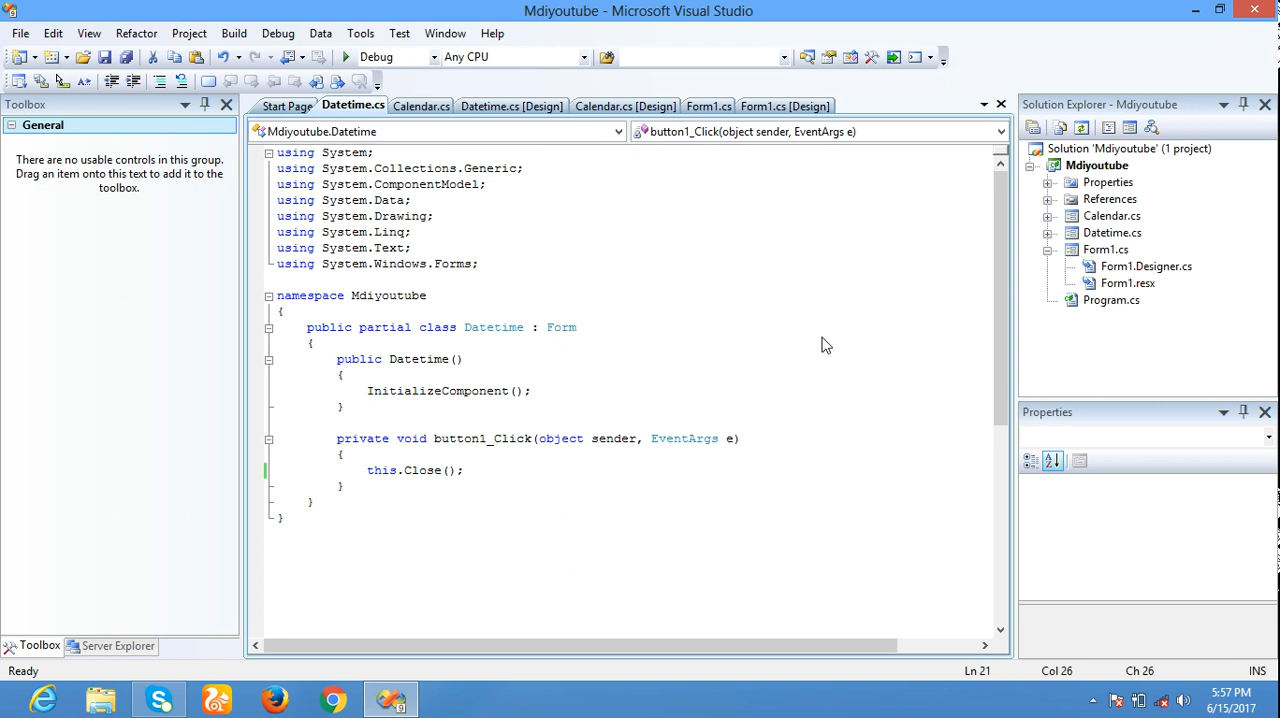 Mdiyoutube - Microsoft Visual Studio
File Edit View Refactor Project Build Debug Data Tools Test Window Help
Debug Any CPU
Toolbox
General
There are no usable controls in this group.
Drag an item onto this text to add it to the
toolbox.
Toolbox Server Explorer
Start Page Datetime.cs Calendar.cs Datetime.cs [Design] Calendar.cs [Design] Form1.cs Form1.cs [Design]
Mdiyoutube.Datetime button1_Click(object sender, EventArgs e)
using System;
using System.Collections.Generic;
using System.ComponentModel;
using System.Data;
using System.Drawing;
using System.Linq;
using System.Text;
using System.Windows.Forms;
namespace Mdiyoutube
{
public partial class Datetime : Form
{
public Datetime()
{
InitializeComponent();
}
private void button1_Click(object sender, EventArgs e)
{
this.Close();
}
}
}
Solution Explorer - Mdiyoutube
Solution 'Mdiyoutube' (1 project)
Mdiyoutube
Properties
References
Calendar.cs
Datetime.cs
Form1.cs
Form1.Designer.cs
Form1.resx
Program.cs
Properties
Ready Ln 21 Col 26 Ch 26 INS
5:57 PM
6/15/2017